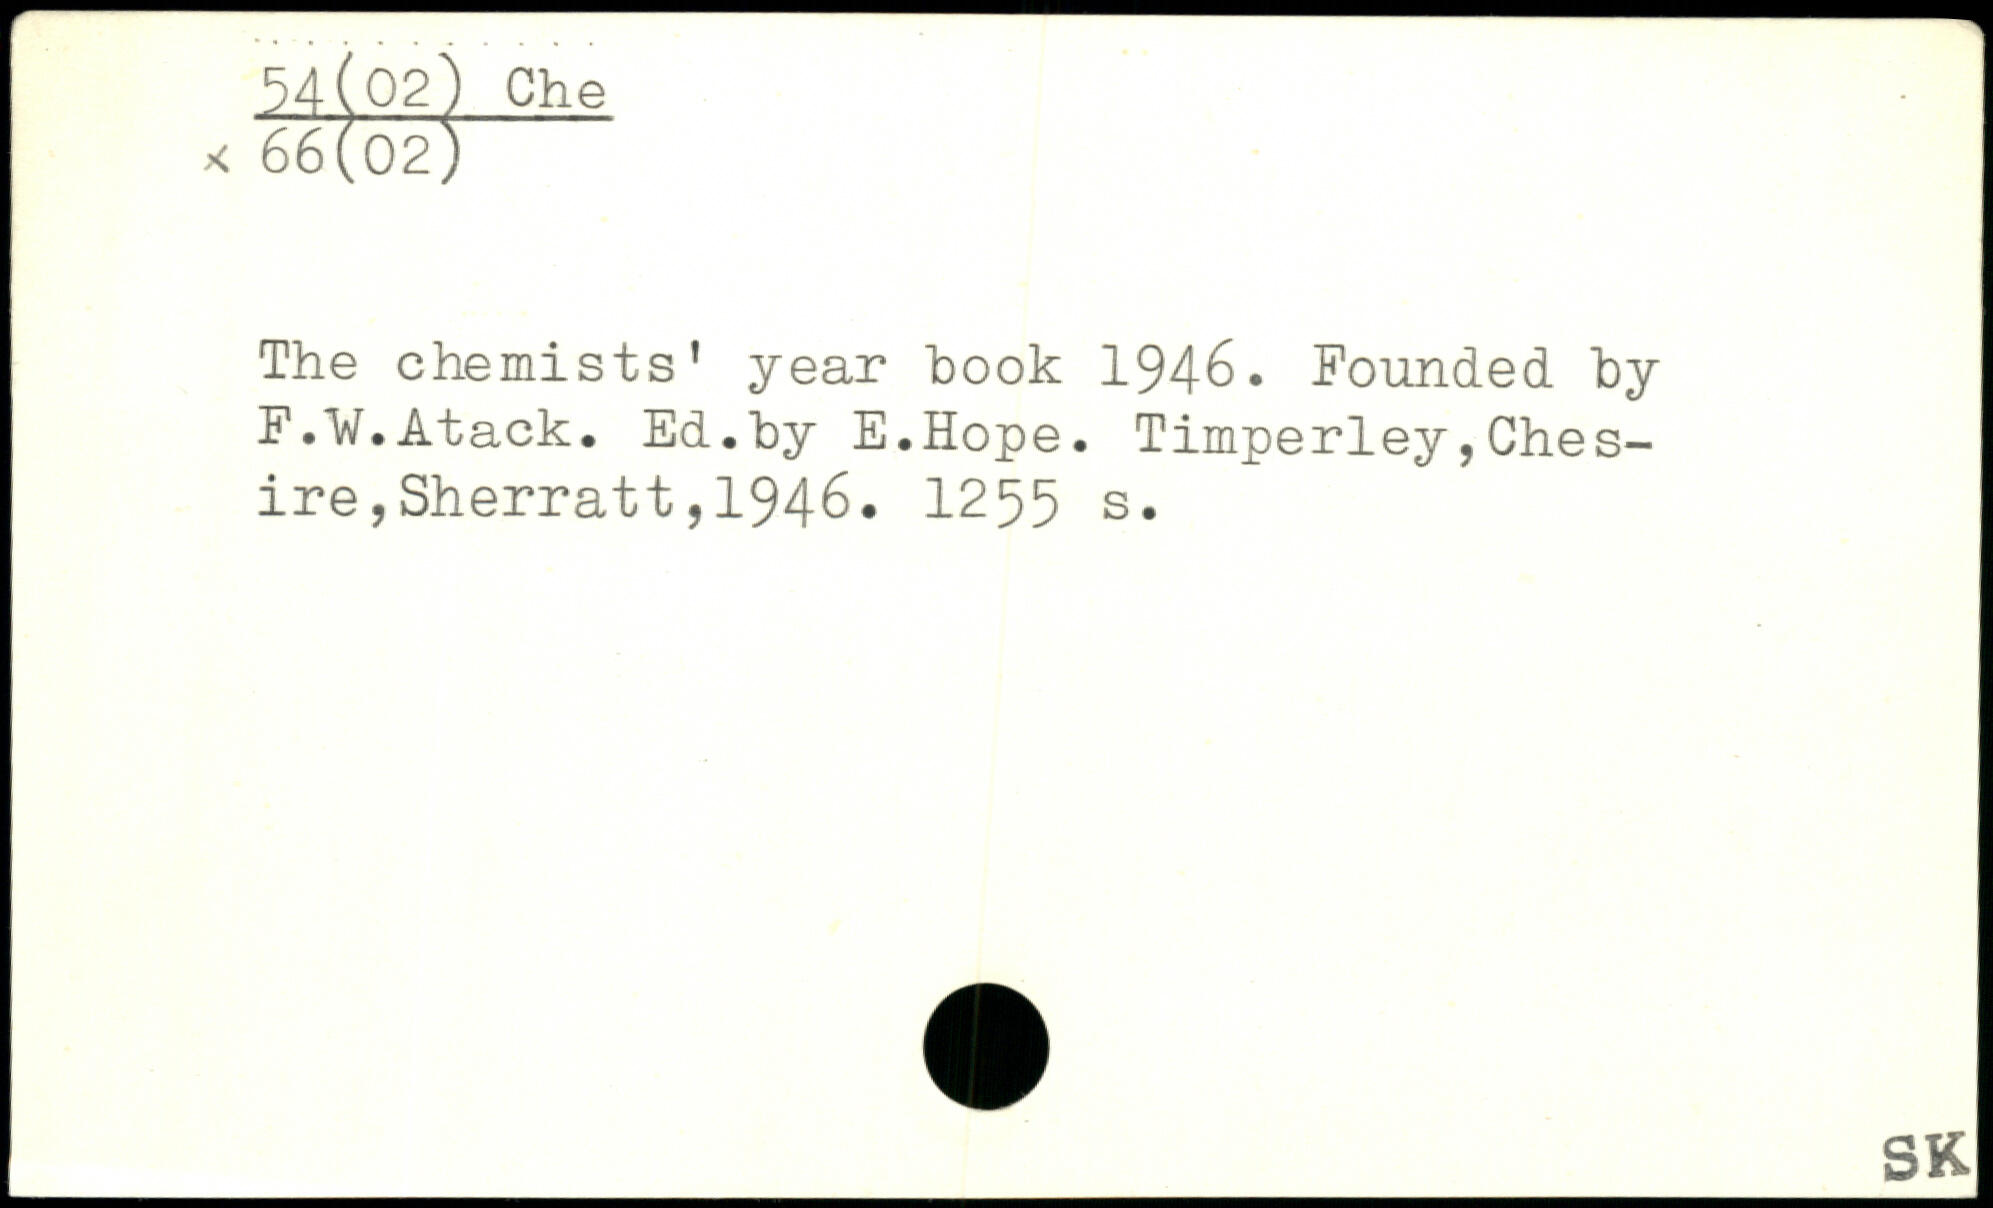 54(02) Che
x 66(02)
The chemists' year book 1946. Founded by
F.W.Atack. Ed.by E.Hope. Timperley,Ches-
ire,Sherratt,1946. 1255 s.
SK